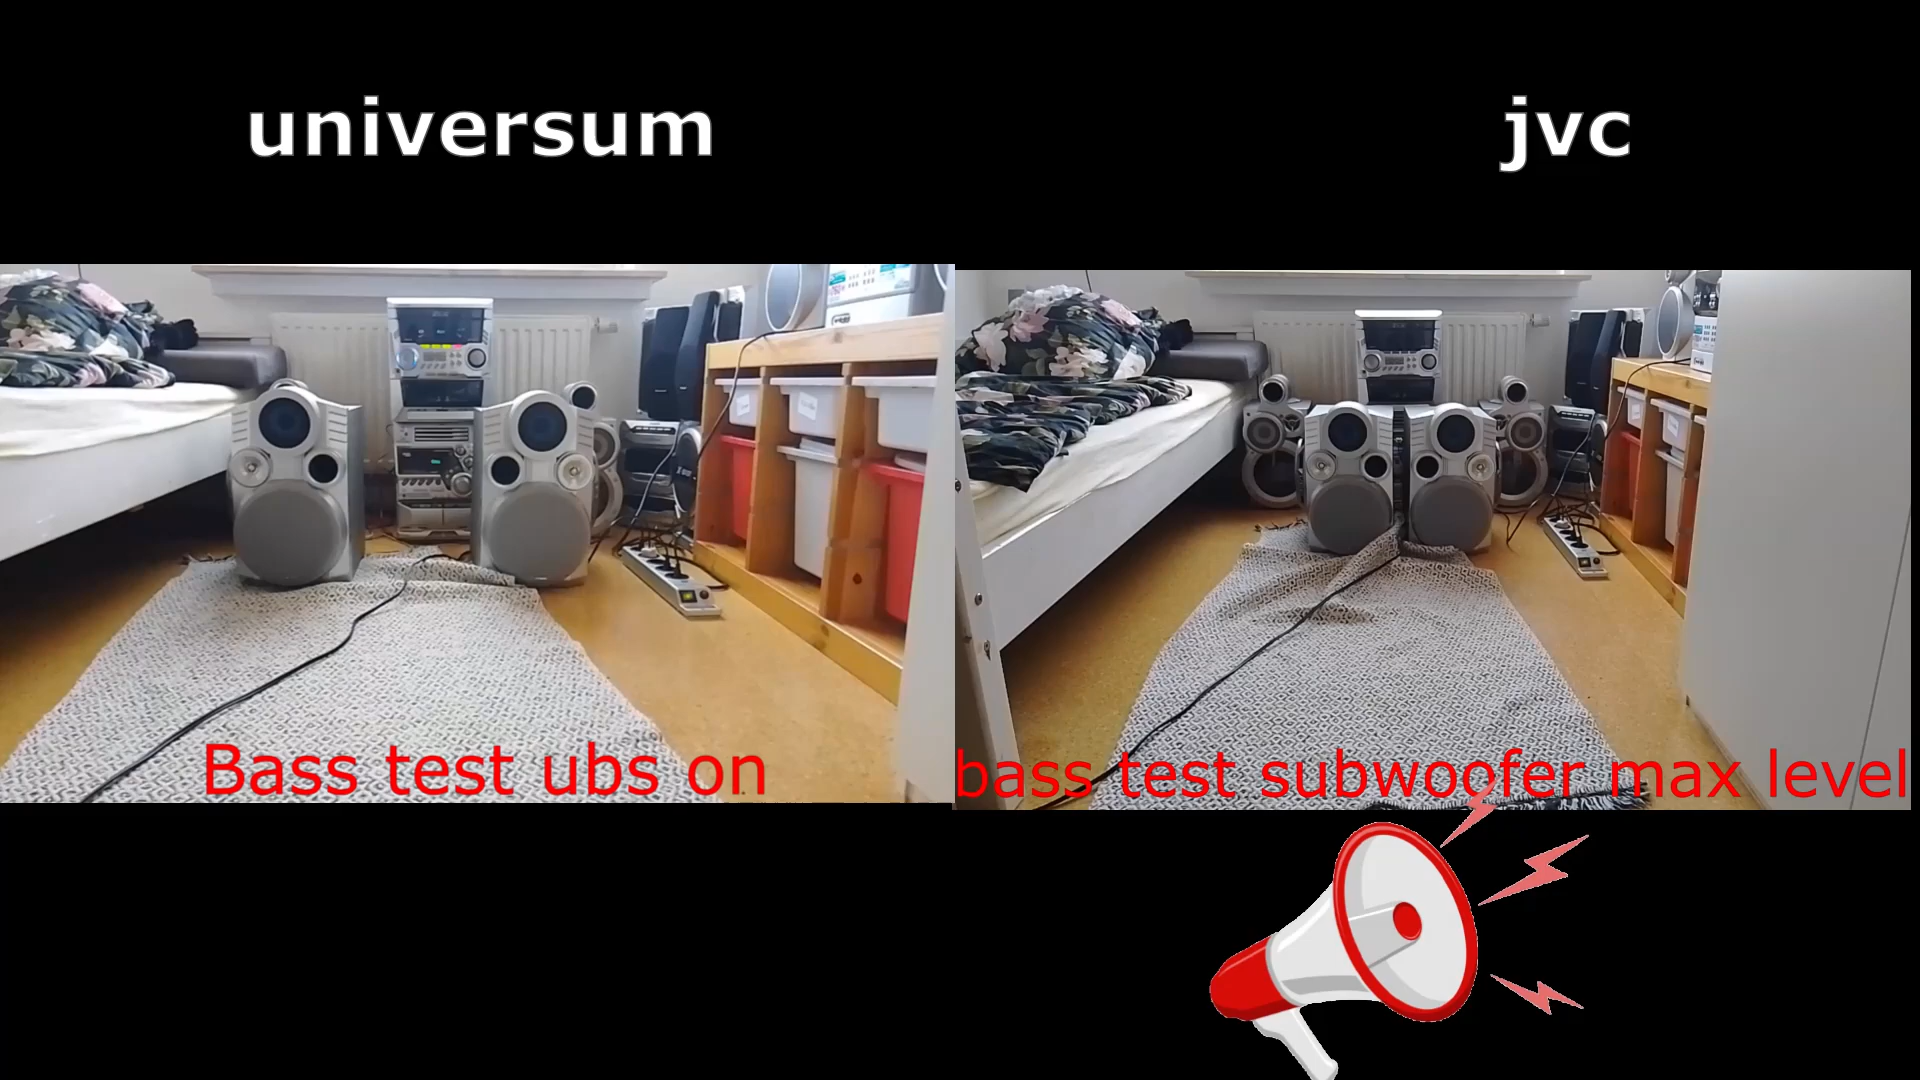 universum
jvc
Bass test ubs on
bass test subwoofer max level